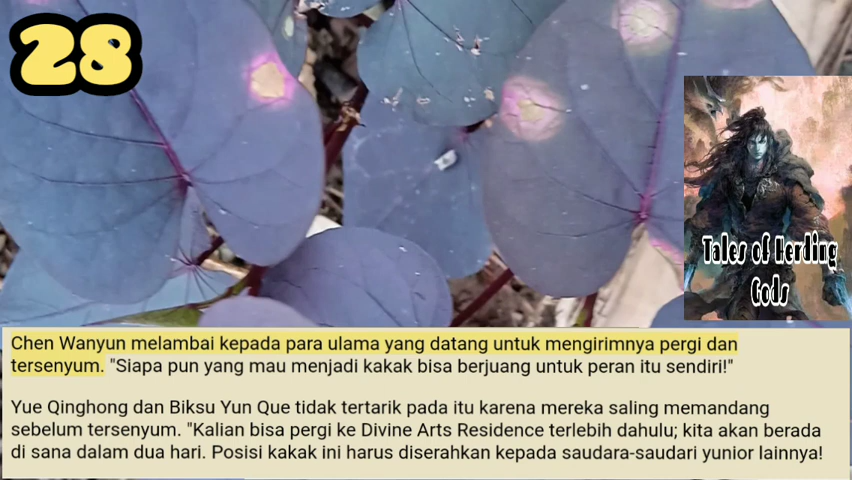 28
Tales of Herding
Gods
Chen Wanyun melambai kepada para ulama yang datang untuk mengirimnya pergi dan
tersenyum. "Siapa pun yang mau menjadi kakak bisa berjuang untuk peran itu sendiri!"
Yue Qinghong dan Biksu Yun Que tidak tertarik pada itu karena mereka saling memandang
sebelum tersenyum. "Kalian bisa pergi ke Divine Arts Residence terlebih dahulu; kita akan berada
di sana dalam dua hari. Posisi kakak ini harus diserahkan kepada saudara-saudari yunior lainnya!